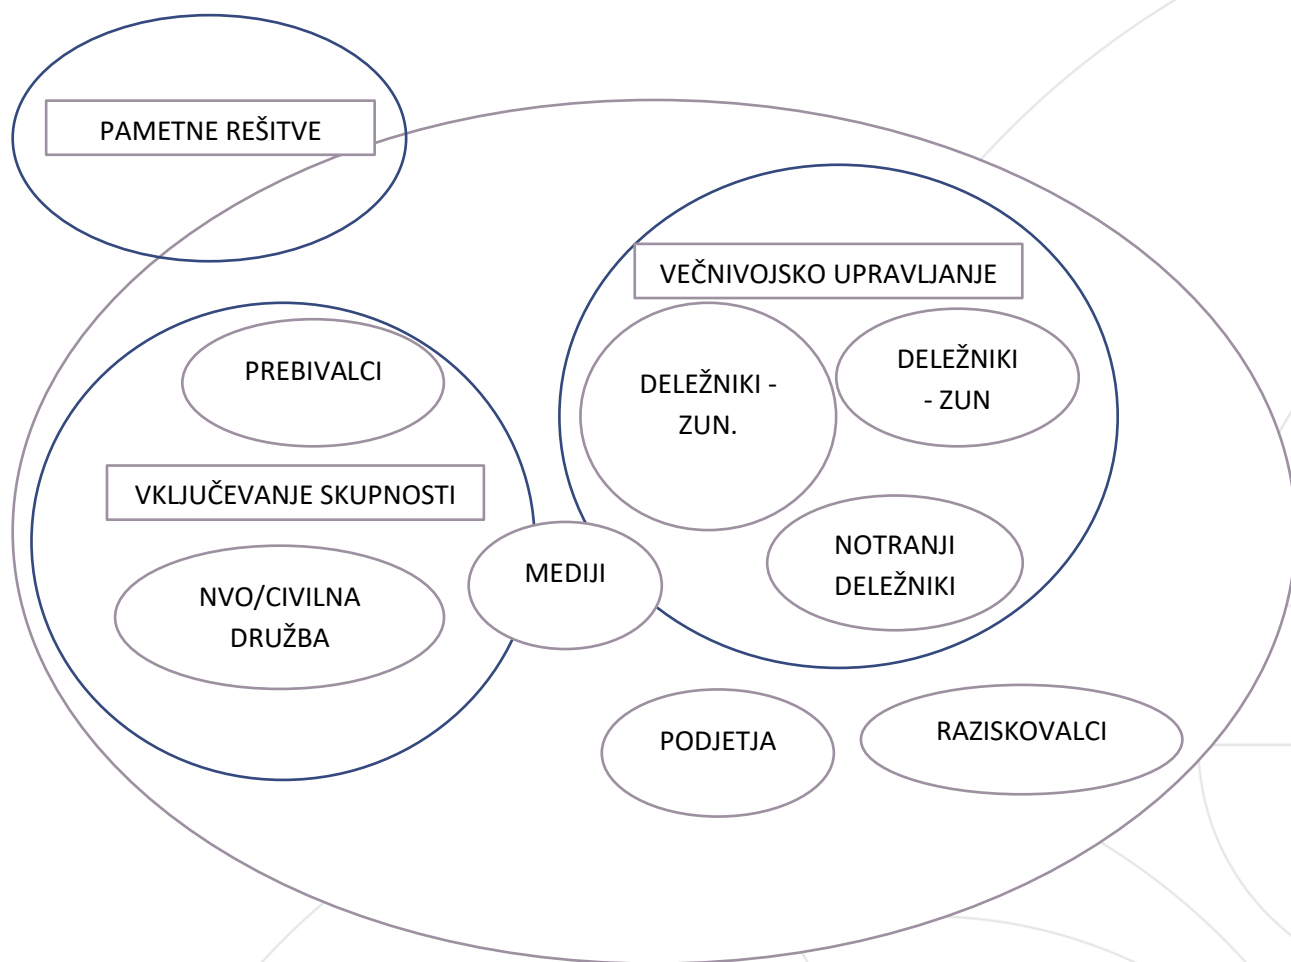 PAMETNE REŠITVE
VEČNIVOJSKO UPRAVLJANJE
PREBIVALCI
DELEŽNIKI -
ZUN.
DELEŽNIKI
- ZUN
VKLJUČEVANJE SKUPNOSTI
MEDIJI
NOTRANJI
DELEŽNIKI
NVO/CIVILNA
DRUŽBA
PODJETJA
RAZISKOVALCI